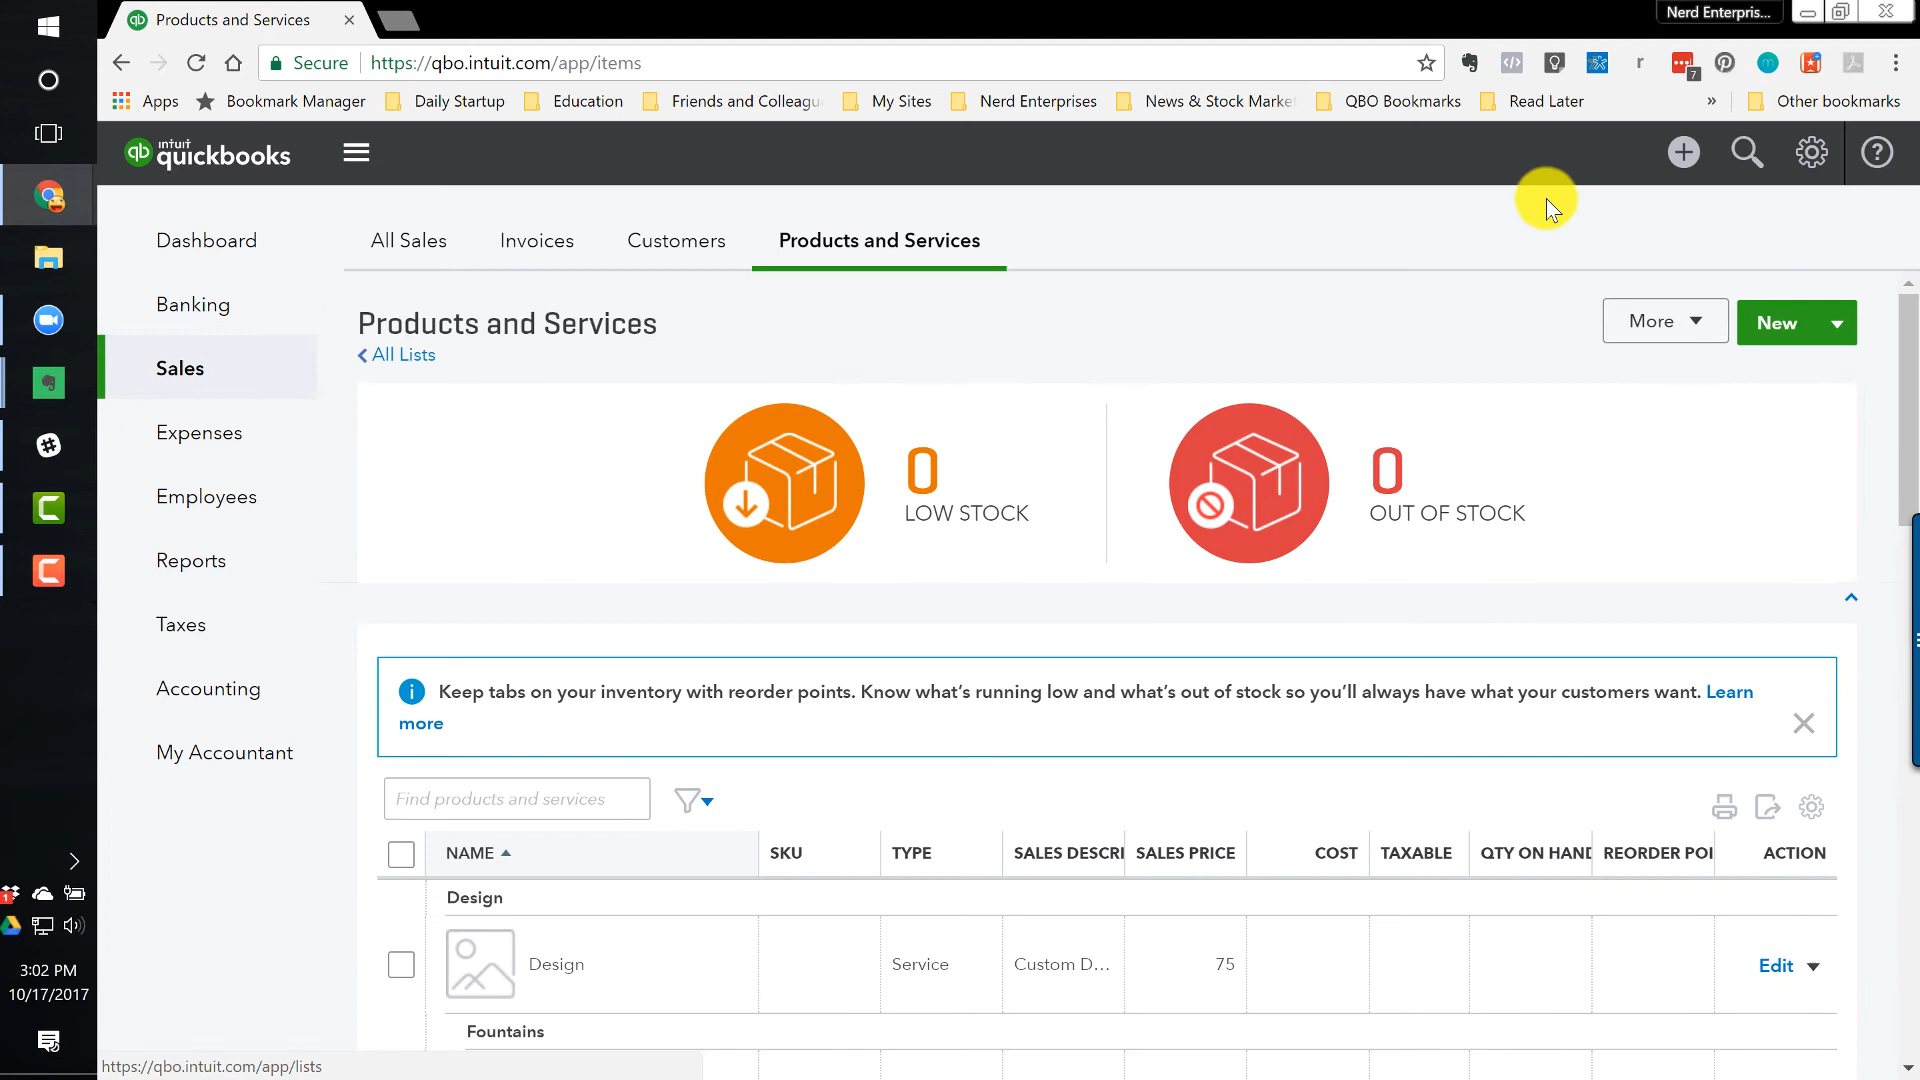 Products and Services
Nerd Enterpris...
Secure https://qbo.intuit.com/app/items
7
Apps Bookmark Manager Daily Startup Education Friends and Colleagu My Sites Nerd Enterprises News & Stock Marke QBO Bookmarks Read Later » Other bookmarks
intuit
qb quickbooks
Dashboard
Banking
Sales
Expenses
Employees
Reports
Taxes
Accounting
My Accountant
All Sales Invoices Customers Products and Services
Products and Services
All Lists
More
New
0
LOW STOCK
0
OUT OF STOCK
Keep tabs on your inventory with reorder points. Know what's running low and what's out of stock so you'll always have what your customers want. Learn
more
Find products and services
NAME SKU TYPE SALES DESCRI SALES PRICE COST TAXABLE QTY ON HAND REORDER POI ACTION
Design
Design Service Custom D... 75 Edit
Fountains
1
3:02 PM
10/17/2017
https://qbo.intuit.com/app/lists